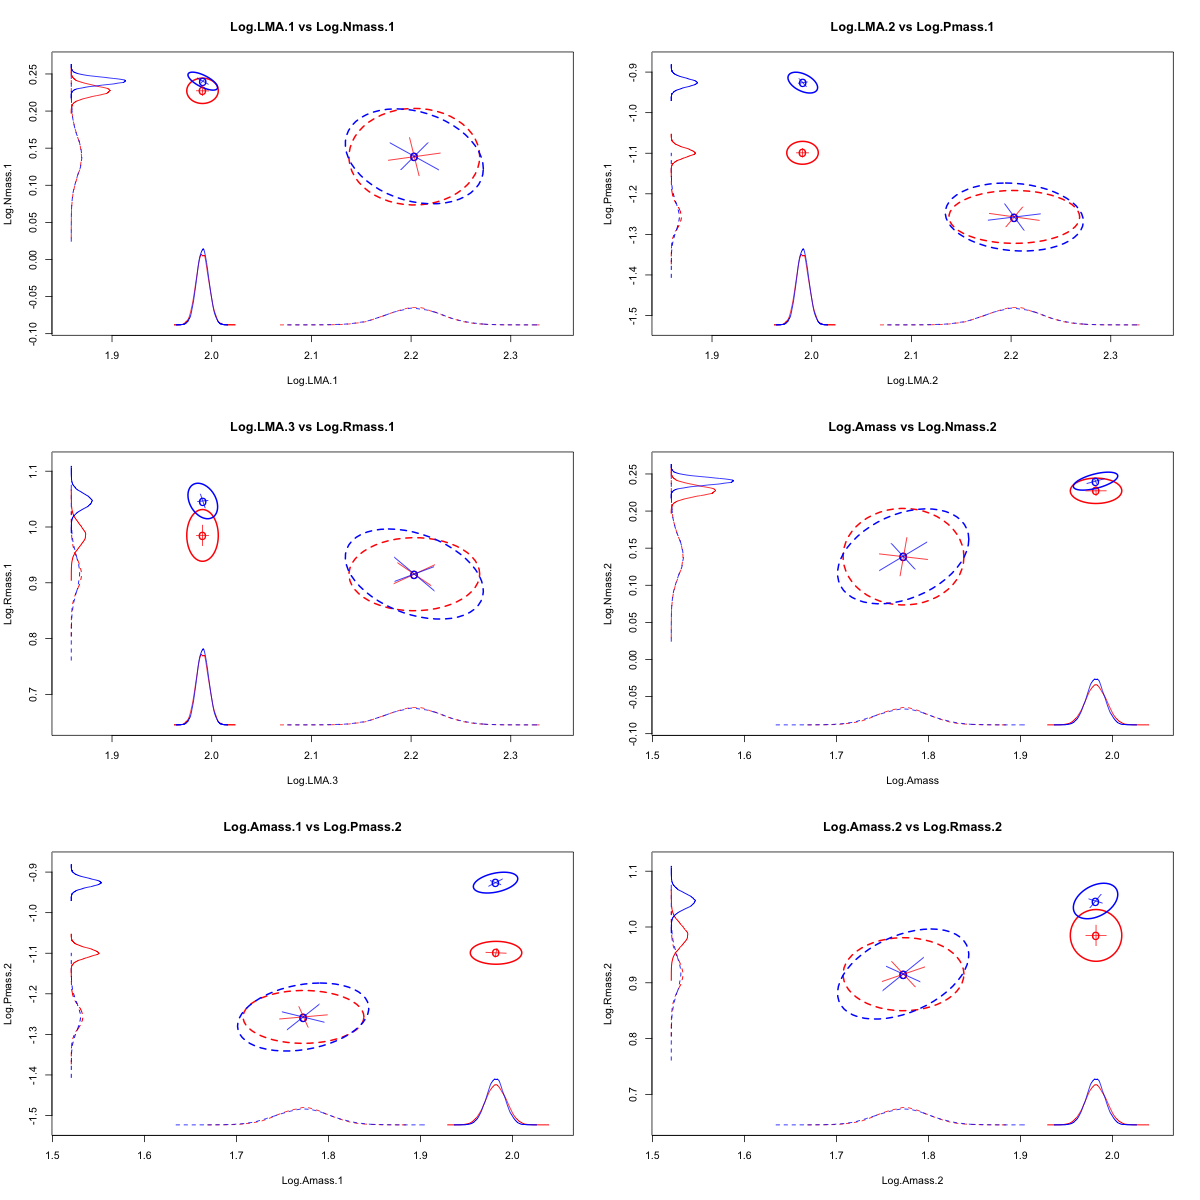 Log.LMA.1 vs Log.Nmass.1
Log.Nmass.1
0.25
0.20
0.15
0.10
0.05
0.00
-0.05
-0.10
1.9 2.0 2.1 2.2 2.3
Log.LMA.1
Log.LMA.2 vs Log.Pmass.1
Log.Pmass.1
-0.9
-1.0
-1.1
-1.2
-1.3
-1.4
-1.5
1.9 2.0 2.1 2.2 2.3
Log.LMA.2
Log.LMA.3 vs Log.Rmass.1
Log.Rmass.1
1.1
1.0
0.9
0.8
0.7
1.9 2.0 2.1 2.2 2.3
Log.LMA.3
Log.Amass vs Log.Nmass.2
Log.Nmass.2
0.25
0.20
0.15
0.10
0.05
0.00
-0.05
-0.10
1.5 1.6 1.7 1.8 1.9 2.0
Log.Amass
Log.Amass.1 vs Log.Pmass.2
Log.Pmass.2
-0.9
-1.0
-1.1
-1.2
-1.3
-1.4
-1.5
1.5 1.6 1.7 1.8 1.9 2.0
Log.Amass.1
Log.Amass.2 vs Log.Rmass.2
Log.Rmass.2
1.1
1.0
0.9
0.8
0.7
1.5 1.6 1.7 1.8 1.9 2.0
Log.Amass.2